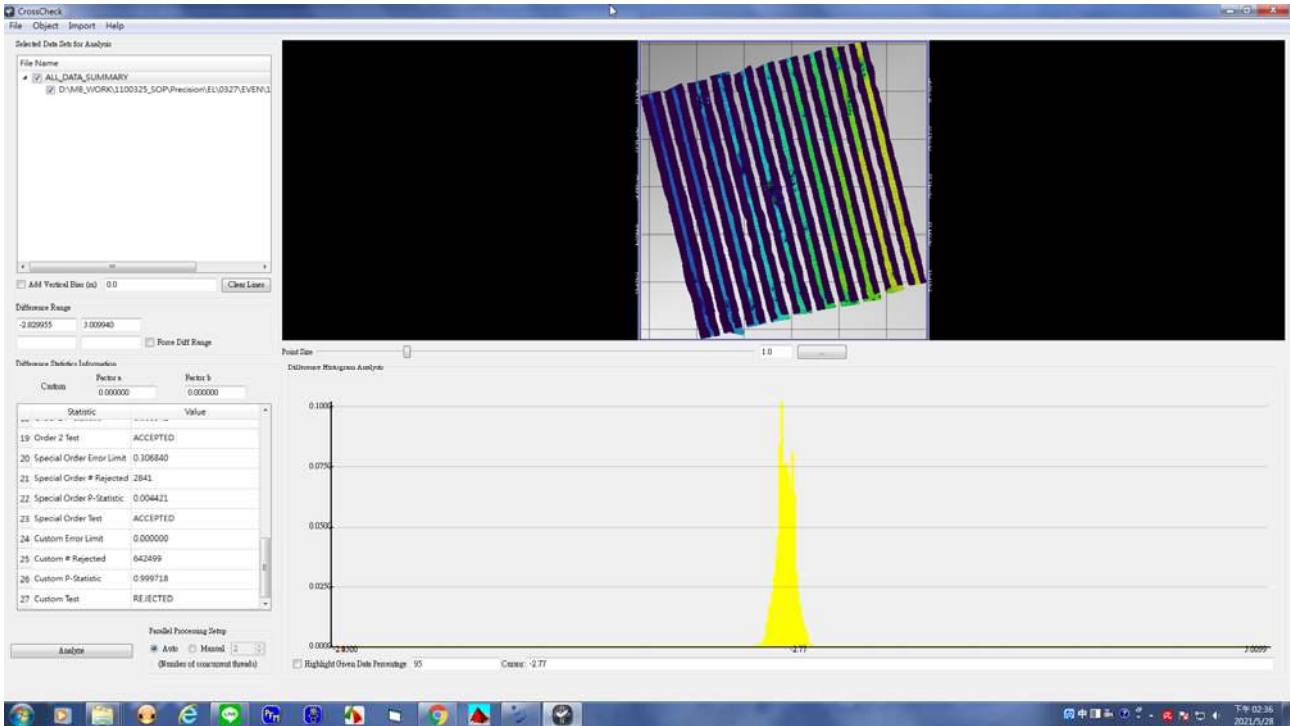 CrossCheck
File Object Import Help
Selected Data Sets for Analysis
File Name
ALL_DATA_SUMMARY
D:\MB_WORK\1100325_SOP\Precision\EL\0327\EVEN\1
Add Vertical Bias (m) 0.0 Clear Lines
Difference Range
-2.829955 3.009940
Force Diff Range
Point Size 1.0 ...
Difference Statistics Information
Custom Factor a Factor b
0.000000 0.000000
Statistic Value
19 Order 2 Test ACCEPTED
20 Special Order Error Limit 0.306840
21 Special Order # Rejected 2841
22 Special Order P-Statistic 0.004421
23 Special Order Test ACCEPTED
24 Custom Error Limit 0.000000
25 Custom # Rejected 642499
26 Custom P-Statistic 0.999718
27 Custom Test REJECTED
Parallel Processing Setup
Analyze Auto Manual 2
(Number of concurrent threads)
Difference Histogram Analysis
0.1000
0.0750
0.0500
0.0250
-2.77 3.0099
Highlight Given Data Percentage 95 Cursor: -2.77
中
下午 02:36
2021/5/28